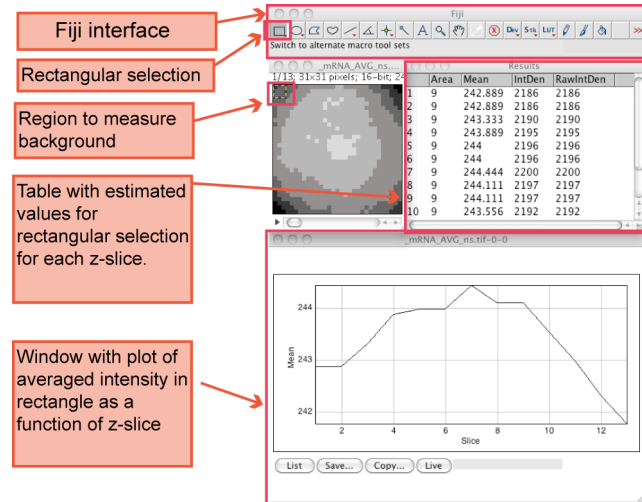 Fiji interface
Rectangular selection
Region to measure
background
Table with estimated
values for
rectangular selection
for each z-slice.
Window with plot of
averaged intensity in
rectangle as a
function of z-slice
Fiji
A Dev Stk LUT >>
Switch to alternate macro tool sets
_mRNA_AVG_ns....
1/13; 31x31 pixels; 16-bit; 24
Results
Area Mean IntDen RawIntDen
1 9 242.889 2186 2186
2 9 242.889 2186 2186
3 9 243.333 2190 2190
4 9 243.889 2195 2195
5 9 244 2196 2196
6 9 244 2196 2196
7 9 244.444 2200 2200
8 9 244.111 2197 2197
9 9 244.111 2197 2197
10 9 243.556 2192 2192
_mRNA_AVG_ns.tif-0-0
244
243
242
Mean
2 4 6 8 10 12
Slice
List Save... Copy... Live